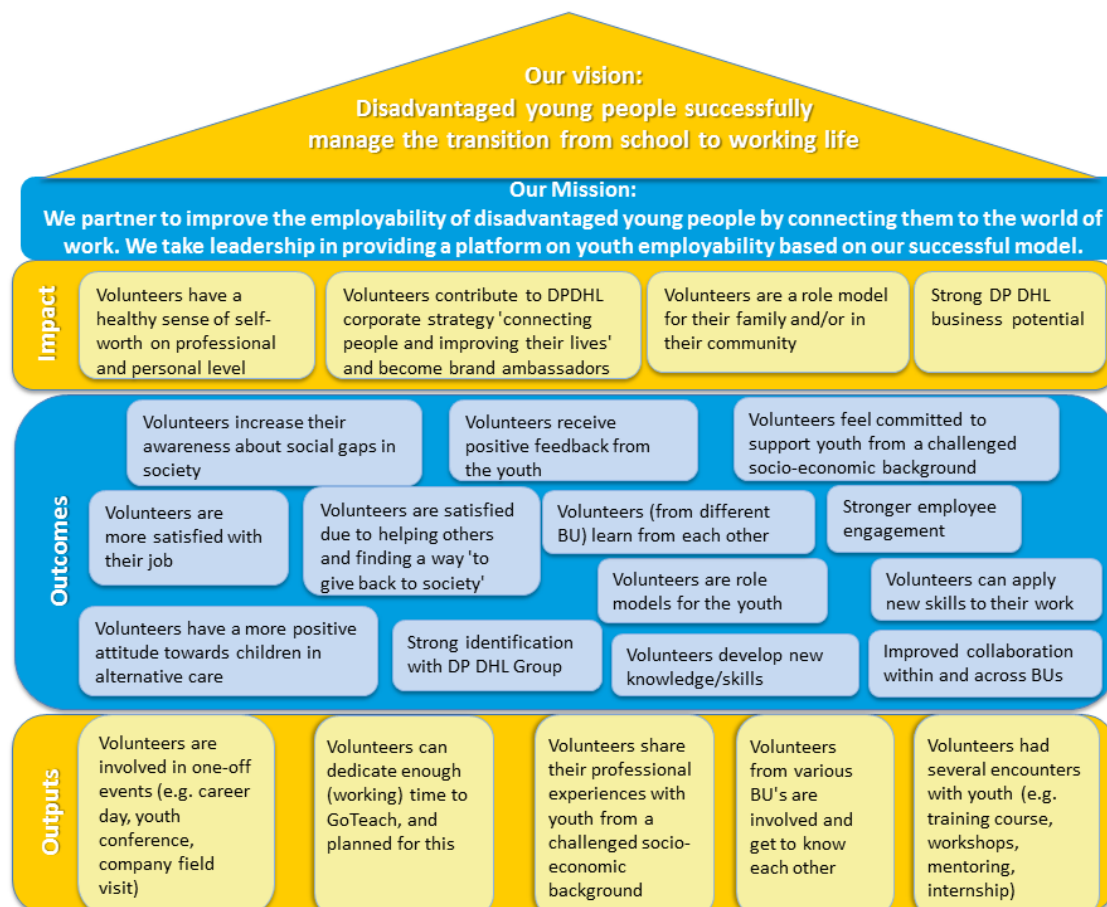 Our vision:
Disadvantaged young people successfully
manage the transition from school to working life
Our Mission:
We partner to improve the employability of disadvantaged young people by connecting them to the world of
work. We take leadership in providing a platform on youth employability based on our successful model.
Impact
Volunteers have a
healthy sense of self-
worth on professional
and personal level
Volunteers contribute to DPDHL
corporate strategy 'connecting
people and improving their lives'
and become brand ambassadors
Volunteers are a role model
for their family and/or in
their community
Strong DP DHL
business potential
Outcomes
Volunteers increase their
awareness about social gaps in
society
Volunteers receive
positive feedback from
the youth
Volunteers feel committed to
support youth from a challenged
socio-economic background
Volunteers are
more satisfied with
their job
Volunteers are satisfied
due to helping others
and finding a way 'to
give back to society'
Volunteers (from different
BU) learn from each other
Stronger employee
engagement
Volunteers are role
models for the youth
Volunteers can apply
new skills to their work
Volunteers have a more positive
attitude towards children in
alternative care
Strong identification
with DP DHL Group
Volunteers develop new
knowledge/skills
Improved collaboration
within and across BUs
Outputs
Volunteers are
involved in one-off
events (e.g. career
day, youth
conference,
company field
visit)
Volunteers can
dedicate enough
(working) time to
GoTeach, and
planned for this
Volunteers share
their professional
experiences with
youth from a
challenged socio-
economic
background
Volunteers
from various
BU's are
involved and
get to know
each other
Volunteers had
several encounters
with youth (e.g.
training course,
workshops,
mentoring,
internship)